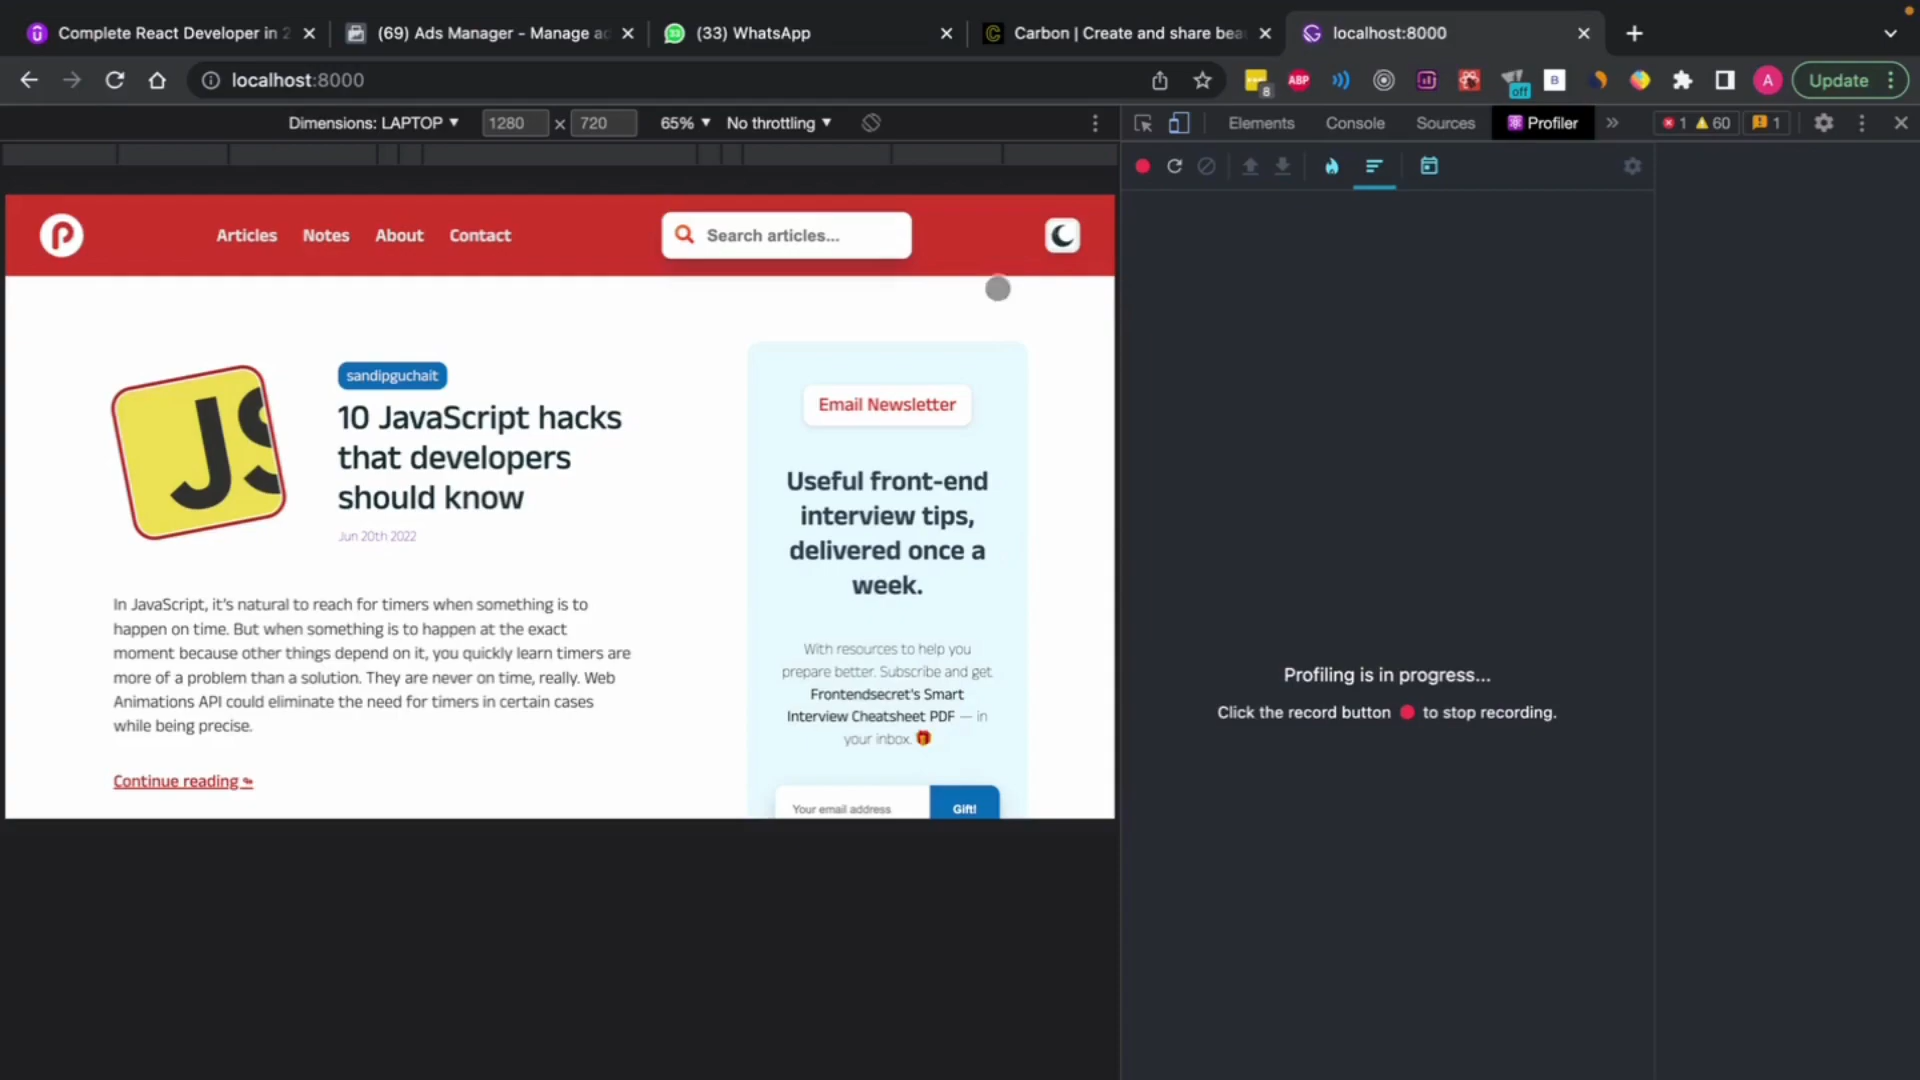 Complete React Developer in 2
(69) Ads Manager - Manage ad
(33) WhatsApp
Carbon | Create and share beau
localhost:8000
localhost:8000
8
ABP
off
B
A
Update
Dimensions: LAPTOP
1280 × 720
65%
No throttling
Elements
Console
Sources
Profiler
1
60
1
Articles
Notes
About
Contact
Search articles...
JS
sandipguchait
10 JavaScript hacks
that developers
should know
Jun 20th 2022
In JavaScript, it's natural to reach for timers when something is to
happen on time. But when something is to happen at the exact
moment because other things depend on it, you quickly learn timers are
more of a problem than a solution. They are never on time, really. Web
Animations API could eliminate the need for timers in certain cases
while being precise.
Continue reading
Email Newsletter
Useful front-end
interview tips,
delivered once a
week.
With resources to help you
prepare better. Subscribe and get
Frontendsecret's Smart
Interview Cheatsheet PDF — in
your inbox. 🎁
Your email address
Gift!
Profiling is in progress...
Click the record button to stop recording.